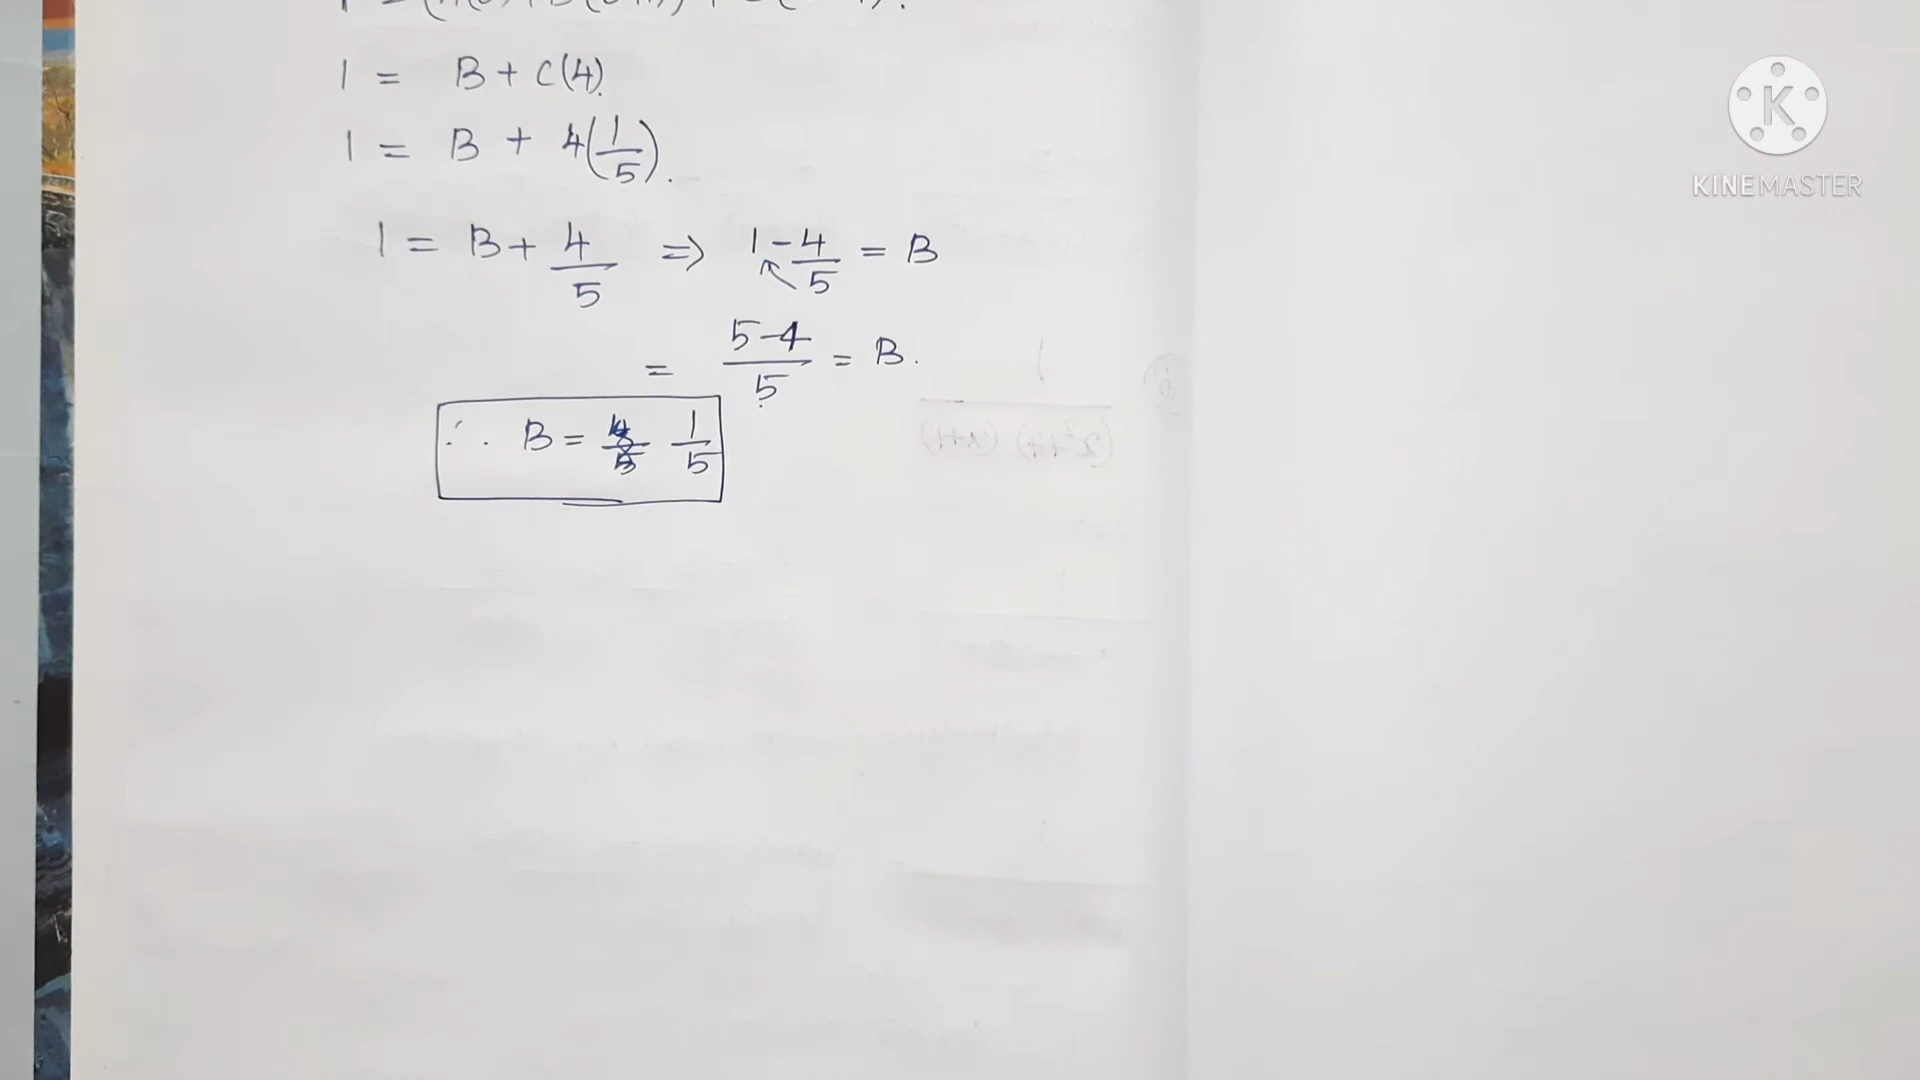 1 = B + C(4).
1 = B + 4(1/5).
1 = B + 4/5 ⇒ 1 - 4/5 = B
= 5-4/5 = B.
∴ B = 1/5
K
KINEMASTER